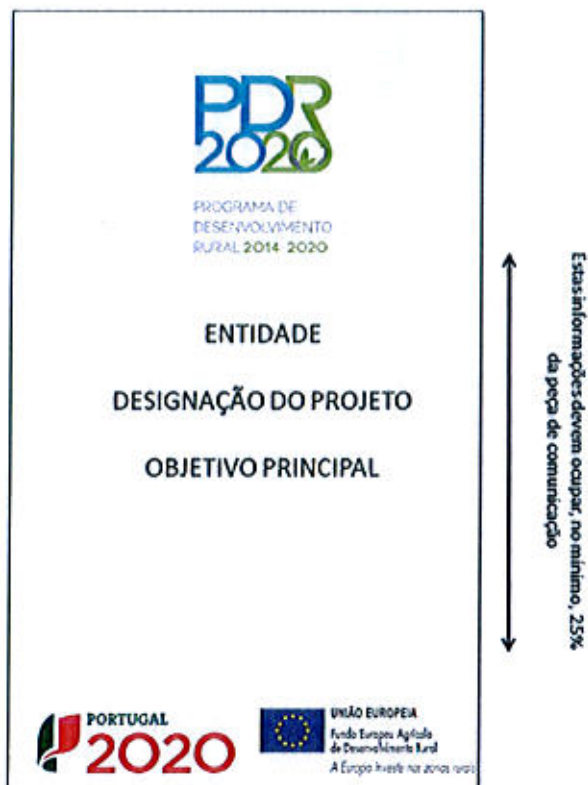 PDR
2020
PROGRAMA DE
DESENVOLVIMENTO
RURAL 2014 2020
ENTIDADE
DESIGNAÇÃO DO PROJETO
OBJETIVO PRINCIPAL
Estas informações devem ocupar, no mínimo, 25%
da peça de comunicação
PORTUGAL
2020
UNIÃO EUROPEIA
Fundo Europeu Agrícola
de Desenvolvimento Rural
A Europa investe nas zonas rurais